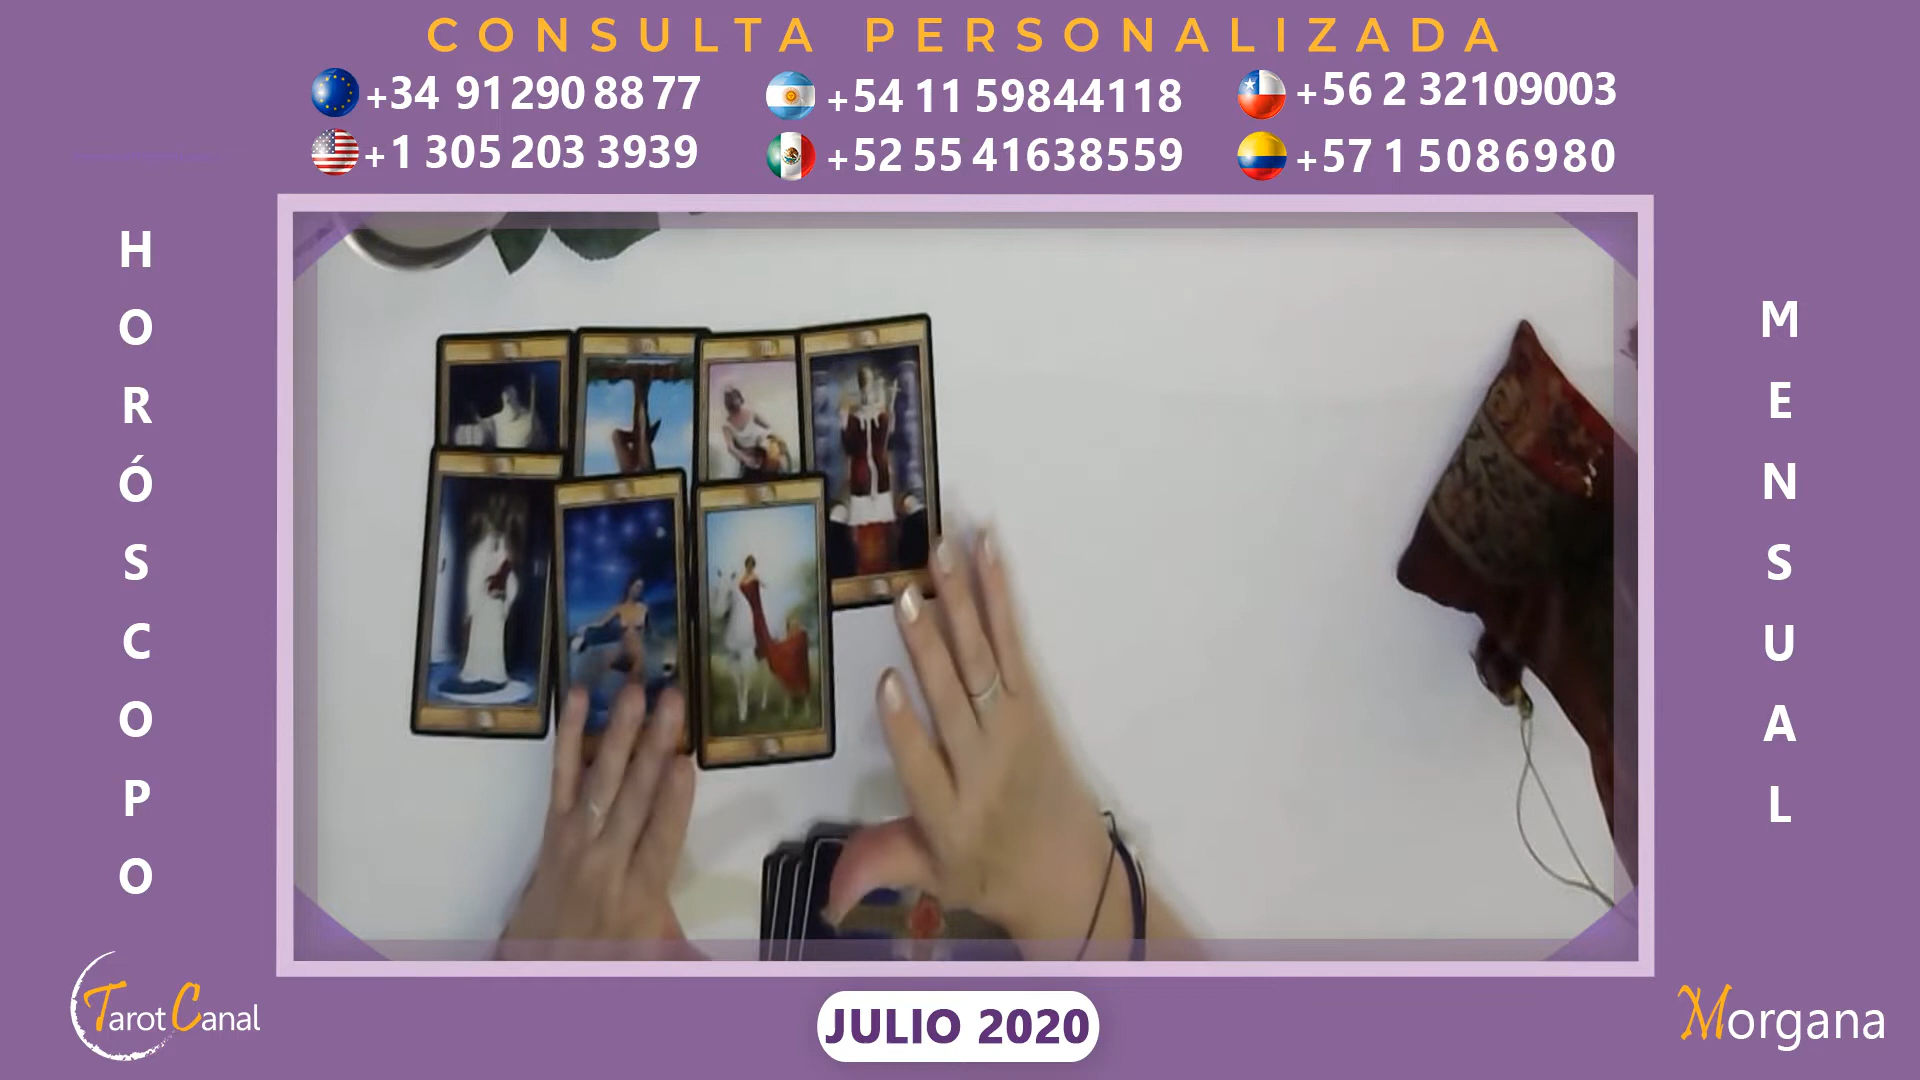 CONSULTA PERSONALIZADA
+34 91 290 88 77
+54 11 59844118
+56 2 32109003
+1 305 203 3939
+52 55 41638559
+57 1 5086980
HORÓSCOPO
MENSUAL
TarotCanal
JULIO 2020
Morgana